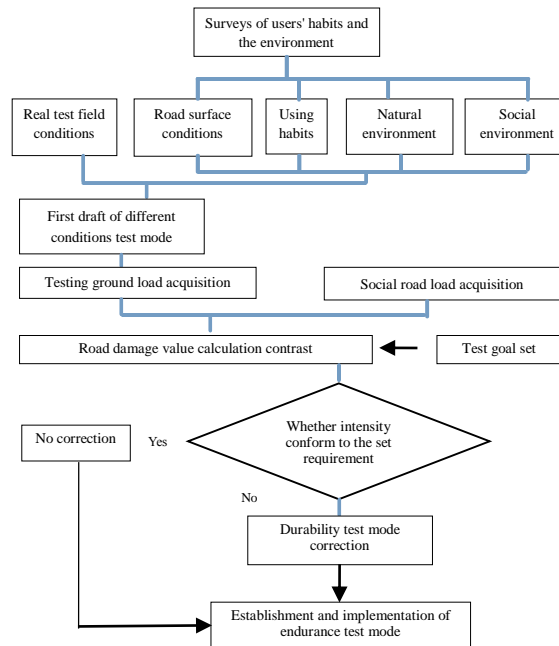 Surveys of users' habits and
the environment
Real test field
conditions
Road surface
conditions
Using
habits
Natural
environment
Social
environment
First draft of different
conditions test mode
Testing ground load acquisition
Social road load acquisition
Road damage value calculation contrast
Test goal set
Whether intensity
conform to the set
requirement
No correction
Yes
No
Durability test mode
correction
Establishment and implementation of
endurance test mode